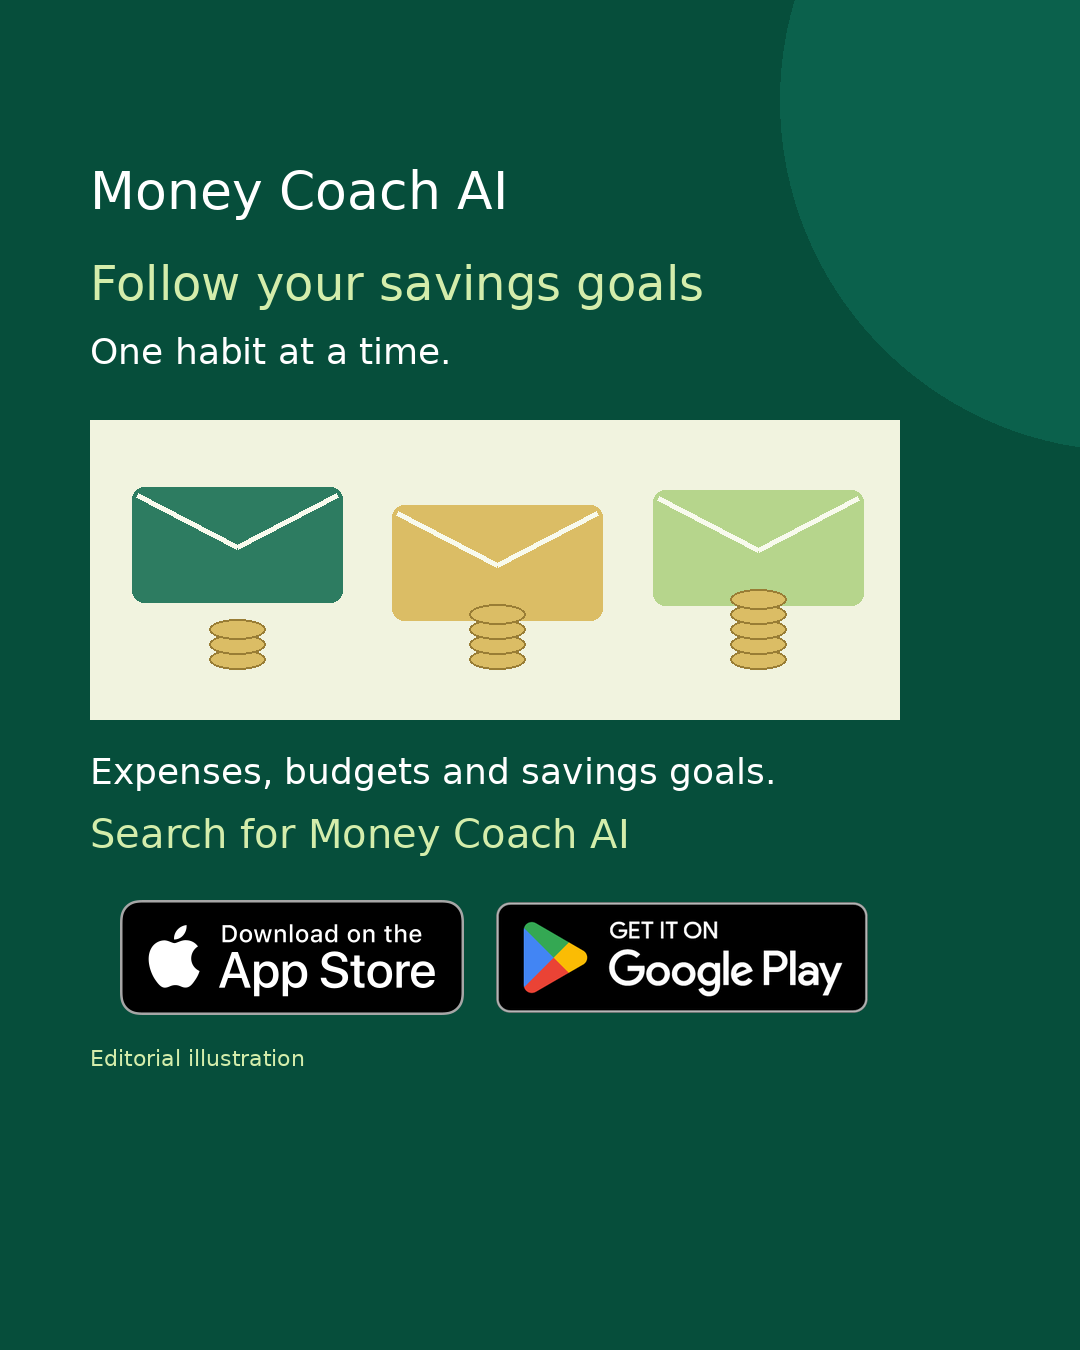 Money Coach AI
Follow your savings goals
One habit at a time.
Expenses, budgets and savings goals.
Search for Money Coach AI
Download on the
App Store
GET IT ON
Google Play
Editorial illustration